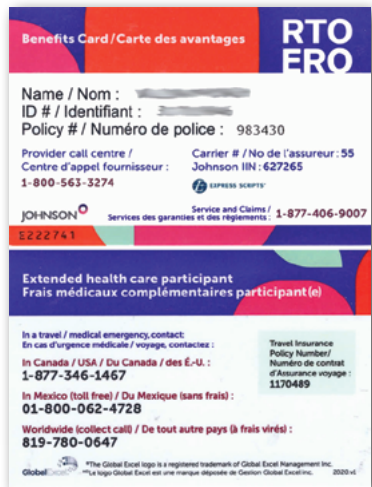 Benefits Card / Carte des avantages
RTO
ERO
Name / Nom :
ID # / Identifiant :
Policy # / Numéro de police : 983430
Provider call centre /
Centre d'appel fournisseur :
1-800-563-3274
Carrier # / No de l'assureur : 55
Johnson IIN : 627265
EXPRESS SCRIPTS®
JOHNSON
Service and Claims /
Services des garanties et des règlements : 1-877-406-9007
E222741
Extended health care participant
Frais médicaux complémentaires participant(e)
In a travel / medical emergency, contact:
En cas d'urgence médicale / voyage, contactez :
In Canada / USA / Du Canada / des É.-U. :
1-877-346-1467
In Mexico (toll free) / Du Mexique (sans frais) :
01-800-062-4728
Worldwide (collect call) / De tout autre pays (à frais virés) :
819-780-0647
Travel Insurance
Policy Number/
Numéro de contrat
d'Assurance voyage :
1170489
Global Excel
*The Global Excel logo is a registered trademark of Global Excel Management Inc.
*Le logo Global Excel est une marque déposée de Gestion Global Excel inc.
2020 v1